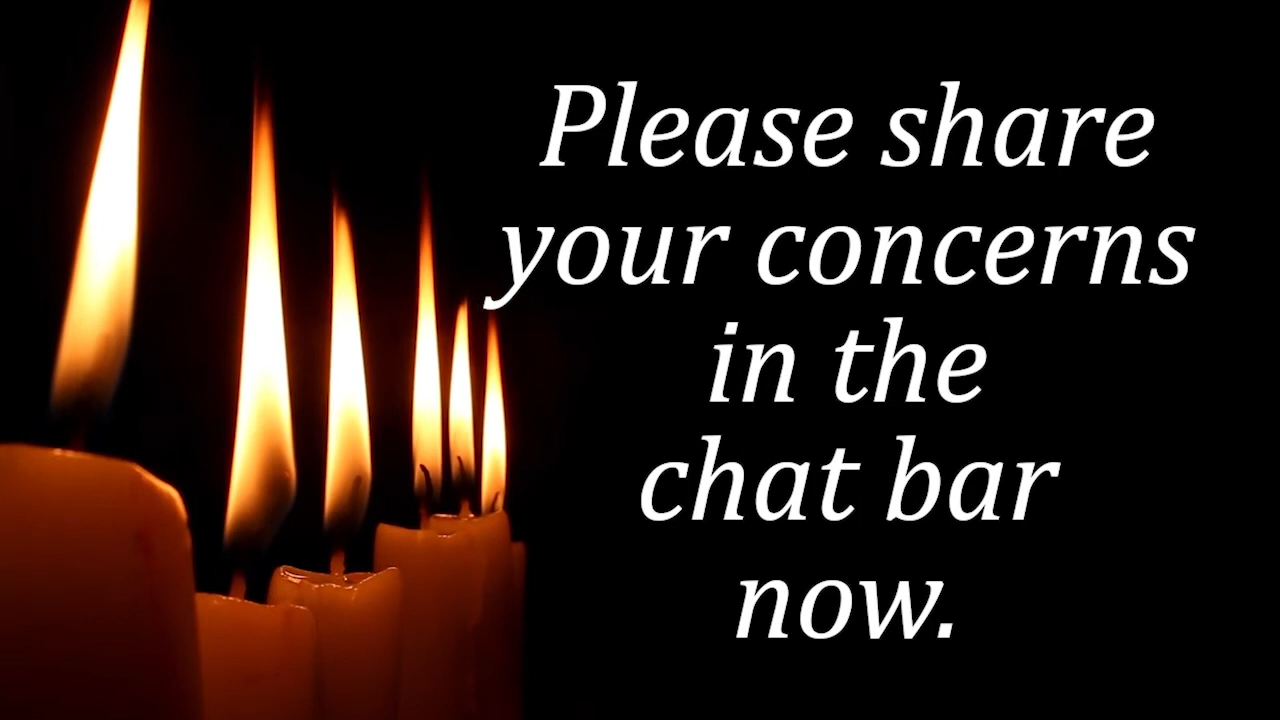 Please share
your concerns
in the
chat bar
now.